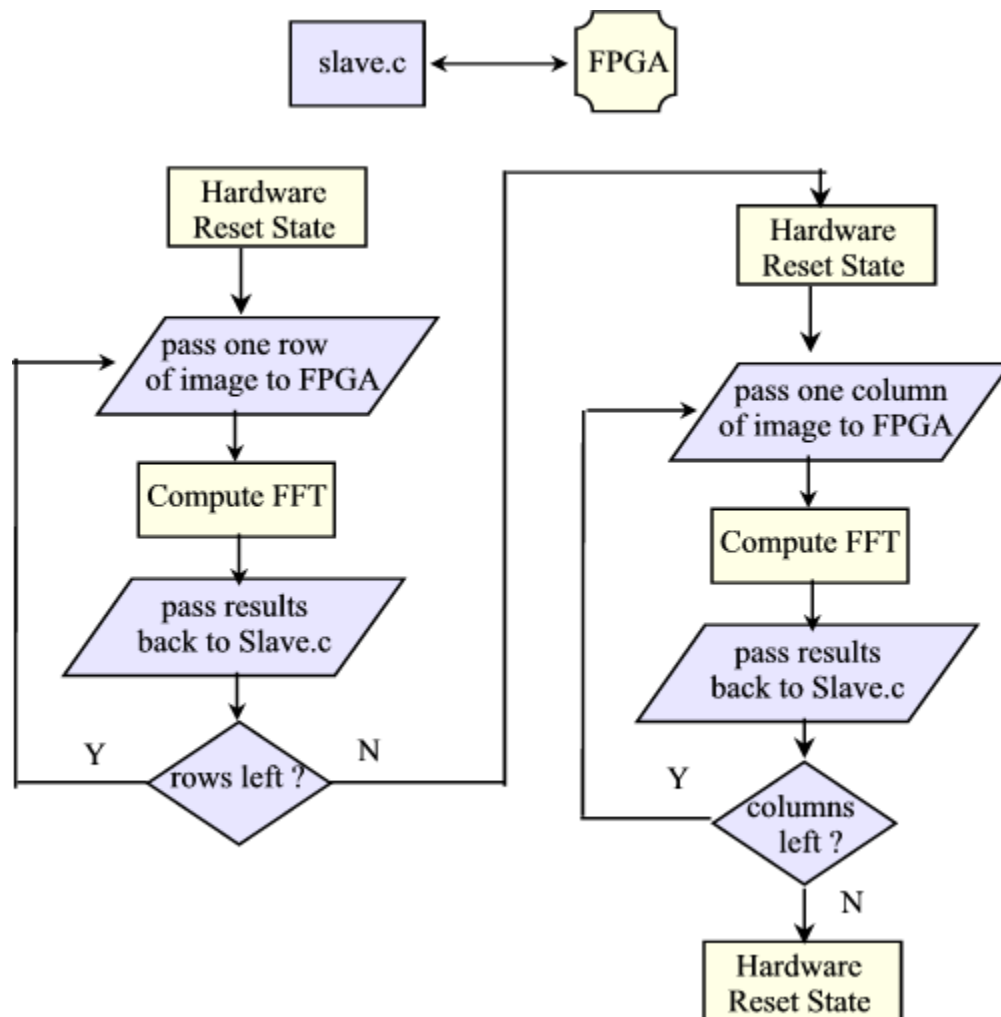 slave.c
FPGA
Hardware
Reset State
pass one row
of image to FPGA
Compute FFT
pass results
back to Slave.c
rows left ?
Y
N
Hardware
Reset State
pass one column
of image to FPGA
Compute FFT
pass results
back to Slave.c
columns
left ?
Y
N
Hardware
Reset State